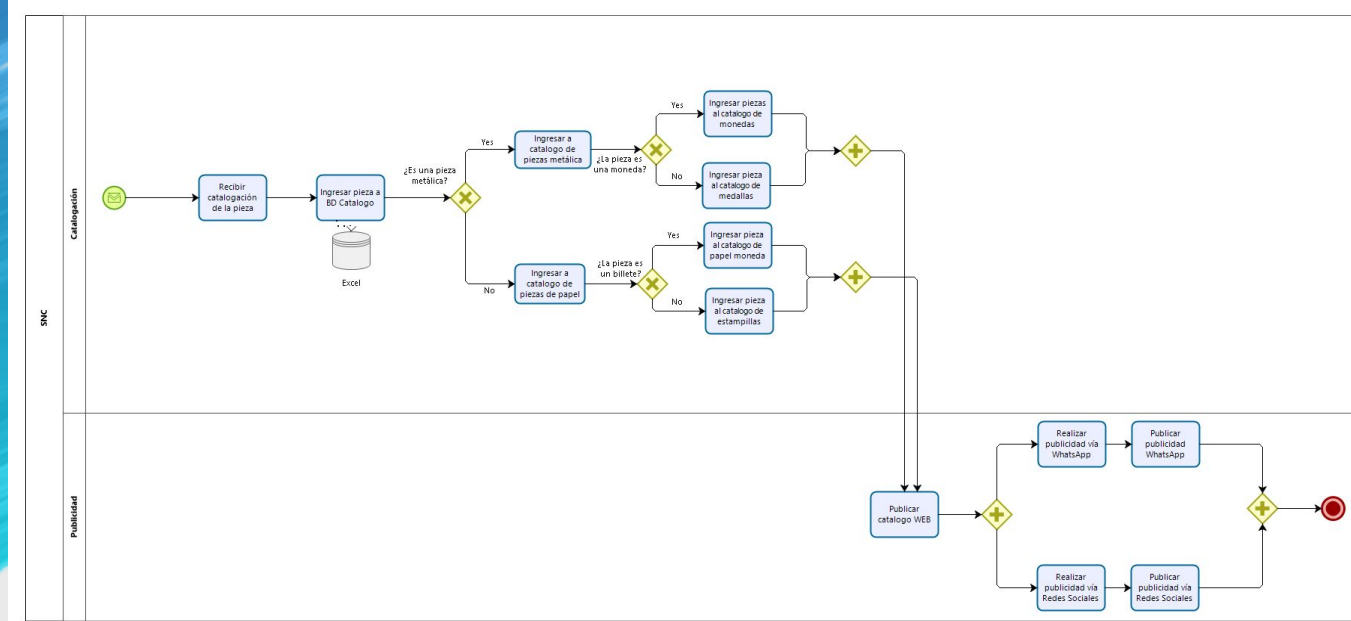 SNC
Catalogación
Recibir
catalogación
de la pieza
Ingresar pieza a
BD Catalogo
Excel
¿Es una pieza
metálica?
Yes
No
Ingresar a
catalogo de
piezas metálica
¿La pieza es
una moneda?
Yes
No
Ingresar piezas
al catalogo de
monedas
Ingresar pieza
al catalogo de
medallas
Ingresar a
catalogo de
piezas de papel
¿La pieza es
un billete?
Yes
No
Ingresar pieza
al catalogo de
papel moneda
Ingresar pieza
al catalogo de
estampillas
Publicidad
Publicar
catalogo WEB
Realizar
publicidad vía
WhatsApp
Publicar
publicidad
WhatsApp
Realizar
publicidad vía
Redes Sociales
Publicar
publicidad vía
Redes Sociales